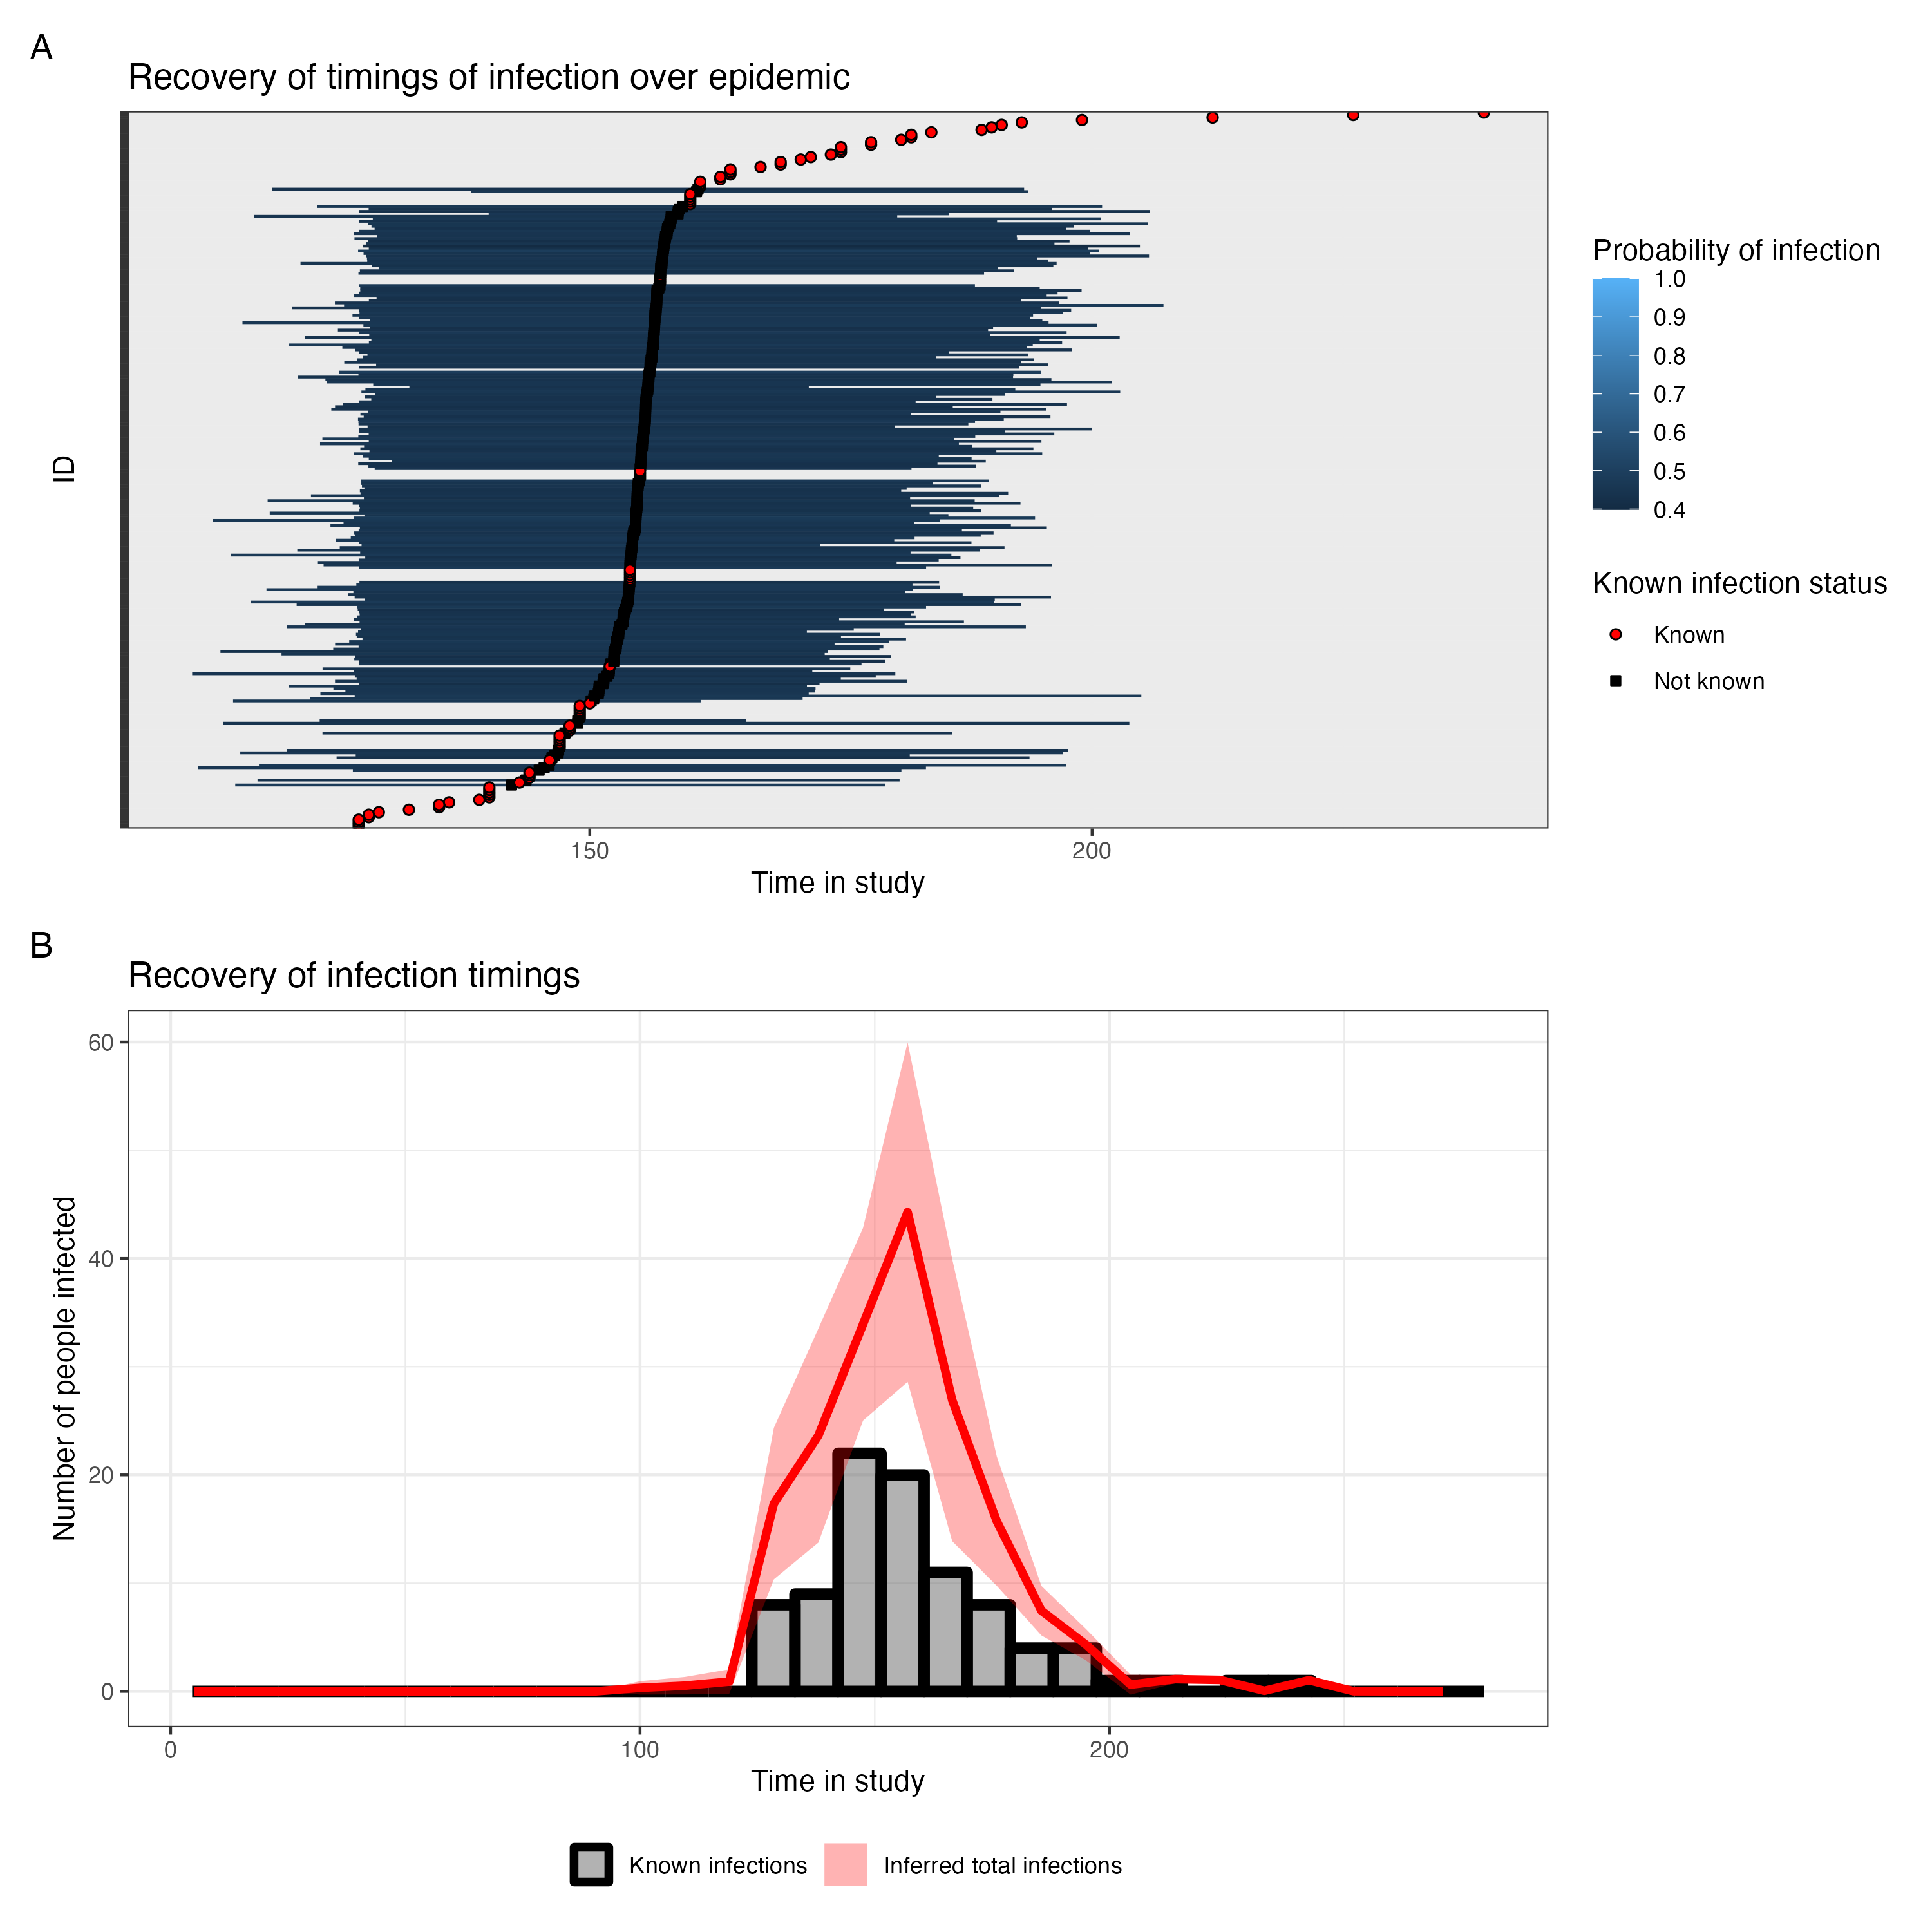 A
Recovery of timings of infection over epidemic
ID
150
200
Time in study
Probability of infection
1.0
0.9
0.8
0.7
0.6
0.5
0.4
Known infection status
Known
Not known
B
Recovery of infection timings
Number of people infected
60
40
20
0
0
100
200
Time in study
Known infections
Inferred total infections